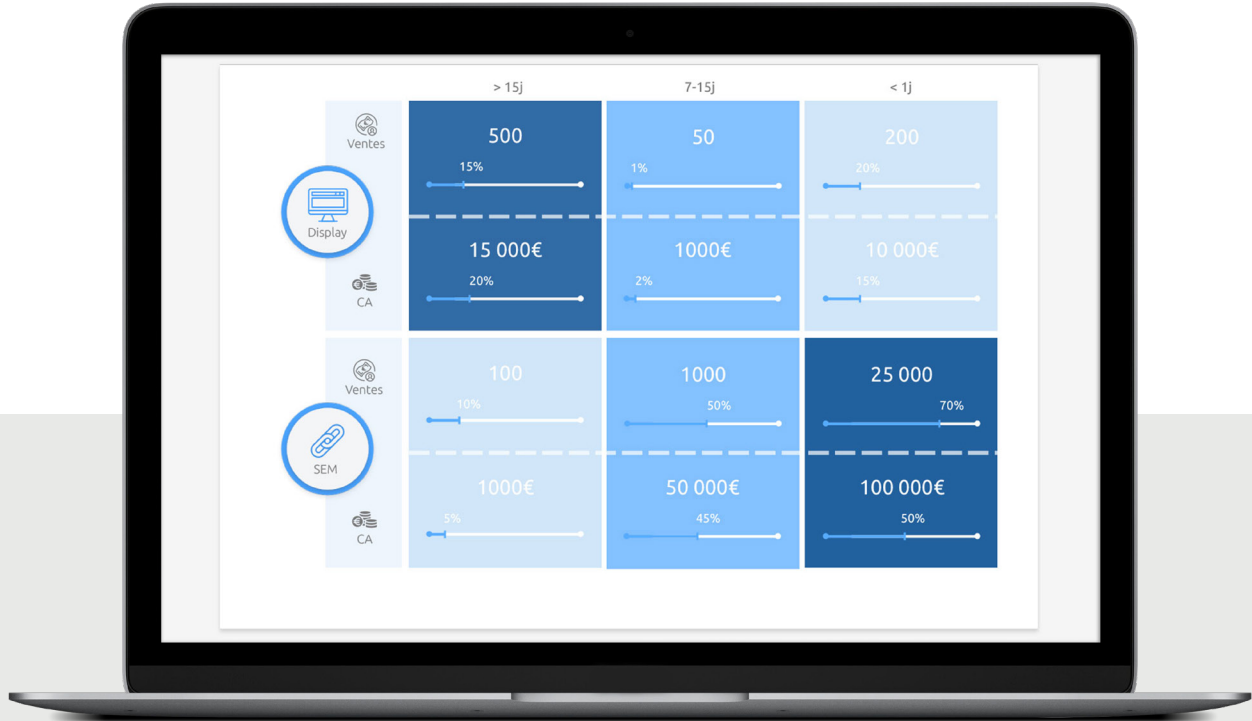 > 15j
7-15j
< 1j
Ventes
500
50
200
15%
1%
20%
Display
15 000€
1000€
10 000€
20%
2%
15%
CA
Ventes
100
1000
25 000
10%
50%
70%
SEM
1000€
50 000€
100 000€
5%
45%
50%
CA